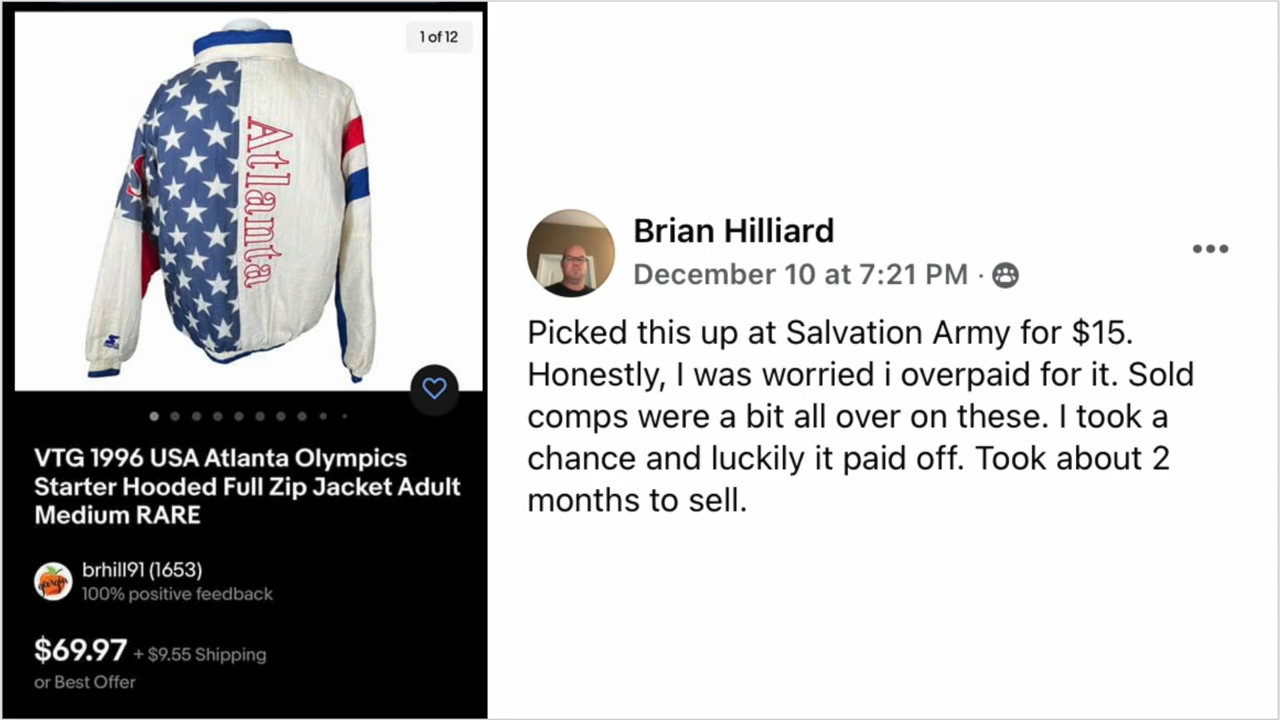 1 of 12
Atlanta
VTG 1996 USA Atlanta Olympics
Starter Hooded Full Zip Jacket Adult
Medium RARE
brhill91 (1653)
100% positive feedback
$69.97 + $9.55 Shipping
or Best Offer
Brian Hilliard
December 10 at 7:21 PM ·
Picked this up at Salvation Army for $15.
Honestly, I was worried i overpaid for it. Sold
comps were a bit all over on these. I took a
chance and luckily it paid off. Took about 2
months to sell.